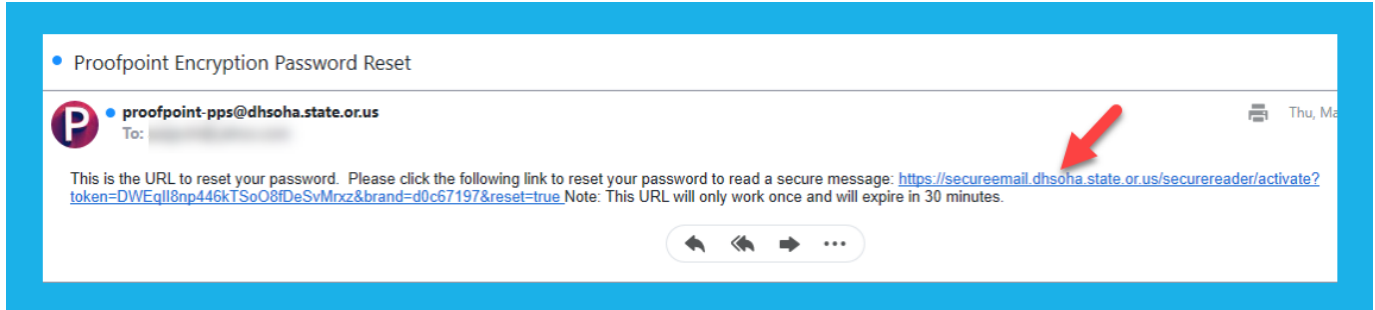 Proofpoint Encryption Password Reset
P
proofpoint-pps@dhsoha.state.or.us
To:
Thu, Ma
This is the URL to reset your password.  Please click the following link to reset your password to read a secure message: https://secureemail.dhsoha.state.or.us/securereader/activate?
token=DWEqII8np446kTSoO8fDeSvMrxz&brand=d0c67197&reset=true Note: This URL will only work once and will expire in 30 minutes.